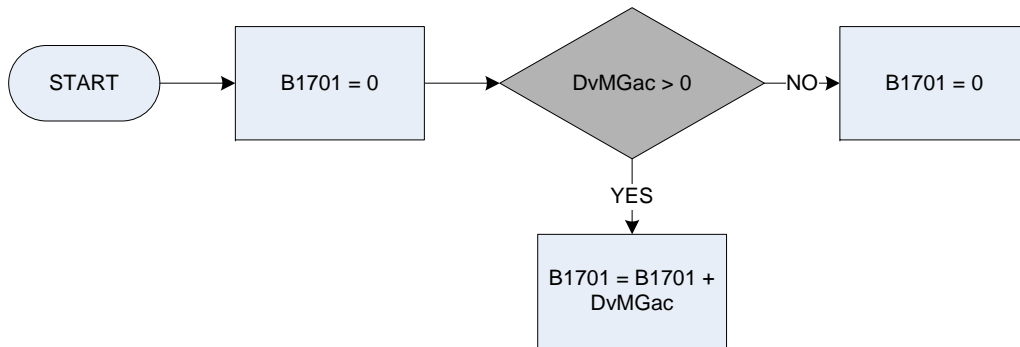 START
B1701 = 0
DvMGac > 0
NO
B1701 = 0
YES
B1701 = B1701 +
DvMGac